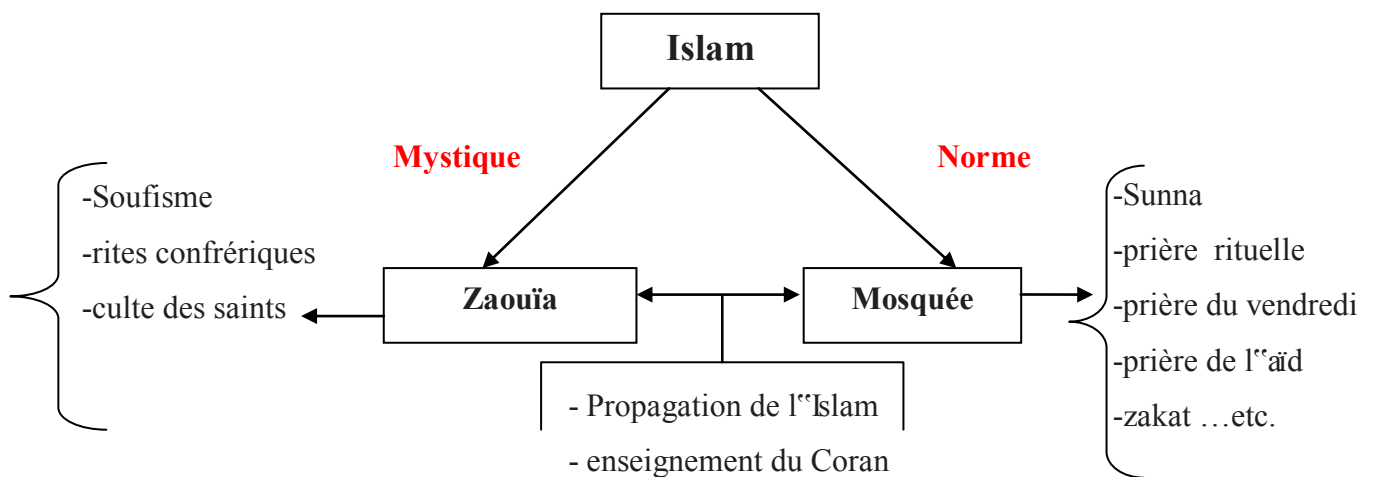 Islam
Mystique
Norme
-Soufisme
-rites confrériques
-culte des saints
Zaouïa
Mosquée
-Sunna
-prière rituelle
-prière du vendredi
-prière de l‟aïd
-zakat …etc.
- Propagation de l‟Islam
- enseignement du Coran